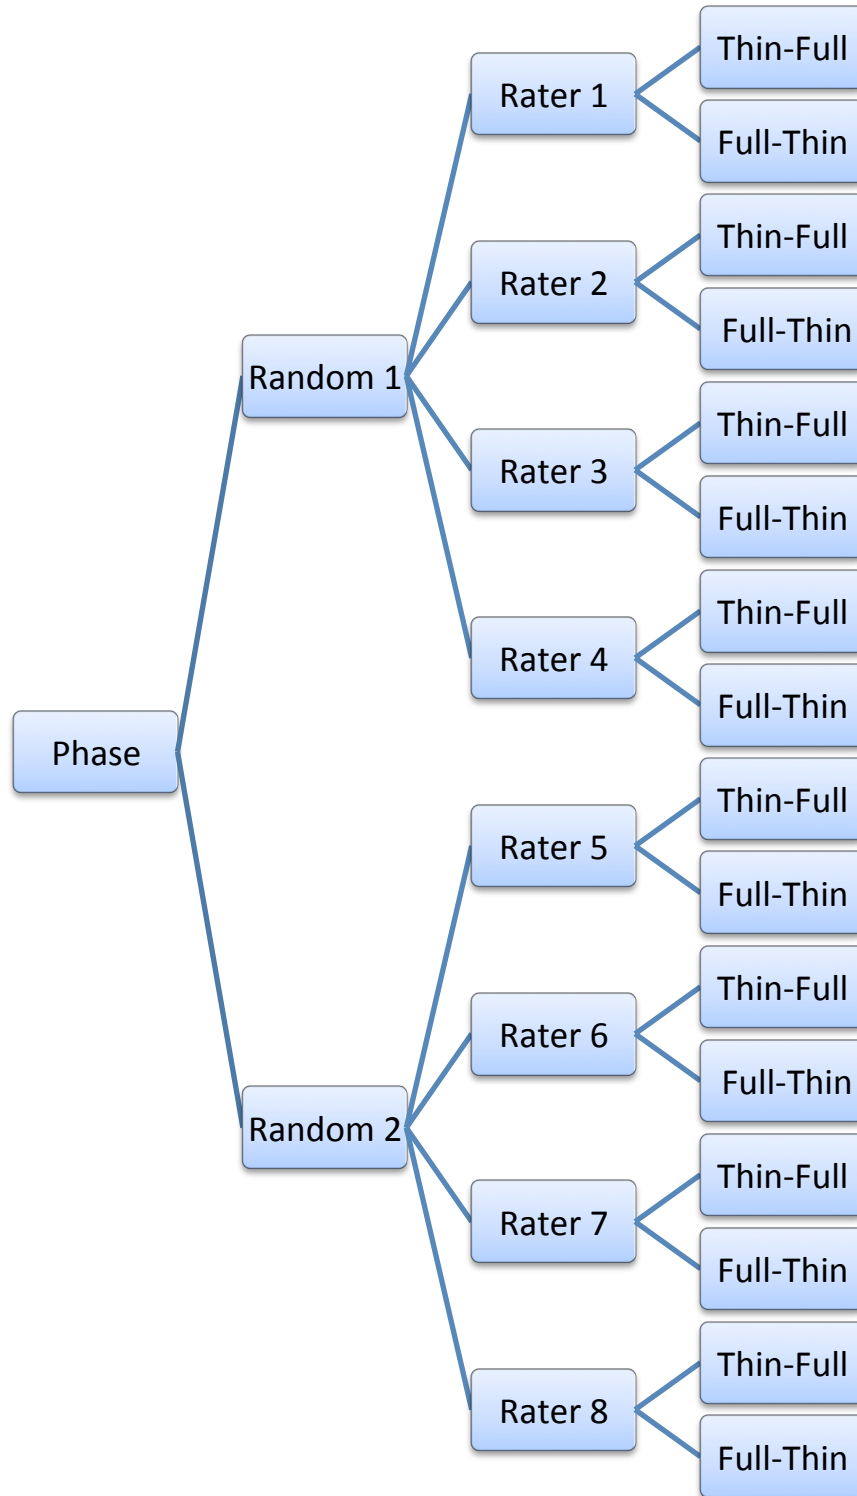 Phase
Random 1
Rater 1
Thin-Full
Full-Thin
Rater 2
Thin-Full
Full-Thin
Rater 3
Thin-Full
Full-Thin
Rater 4
Thin-Full
Full-Thin
Random 2
Rater 5
Thin-Full
Full-Thin
Rater 6
Thin-Full
Full-Thin
Rater 7
Thin-Full
Full-Thin
Rater 8
Thin-Full
Full-Thin